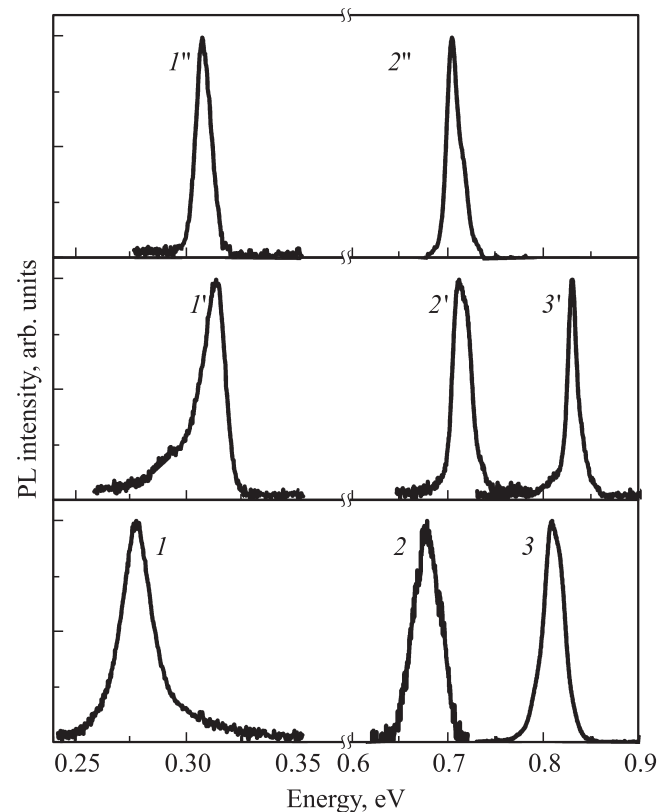 1" 2"
1' 2' 3'
PL intensity, arb. units
1 2 3
0.25 0.30 0.35 0.6 0.7 0.8 0.9
Energy, eV